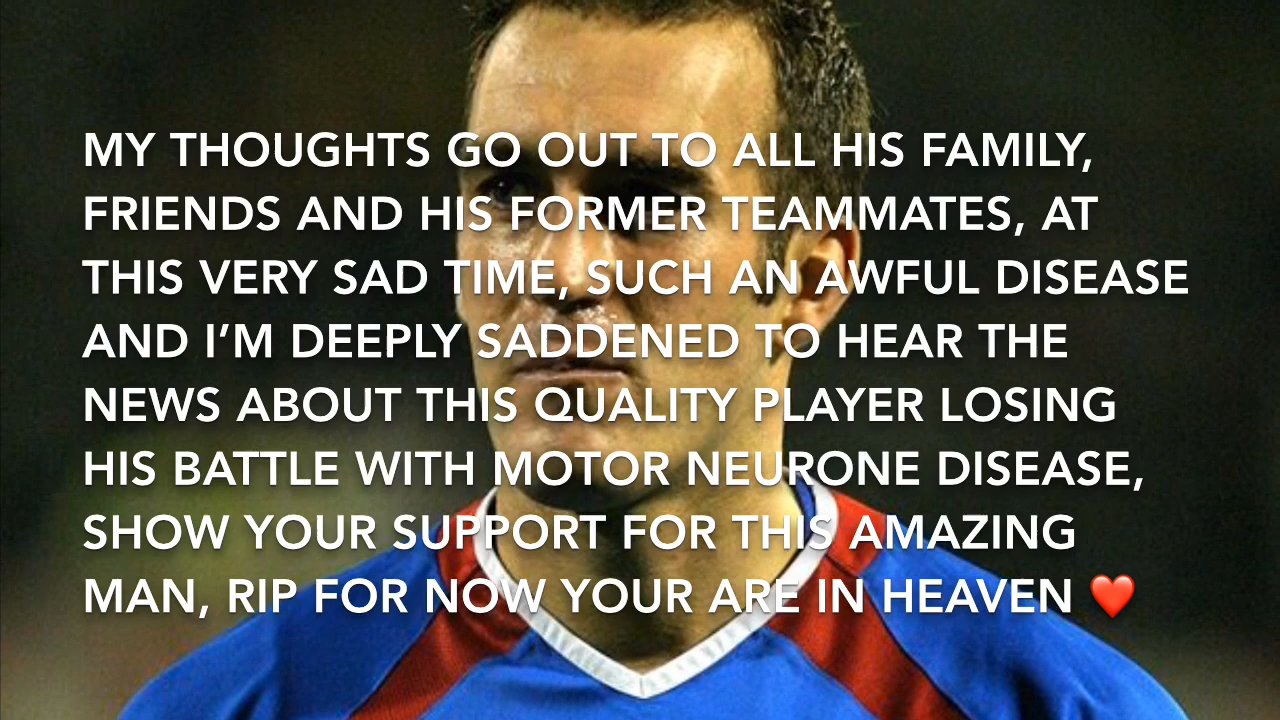 MY THOUGHTS GO OUT TO ALL HIS FAMILY,
FRIENDS AND HIS FORMER TEAMMATES, AT
THIS VERY SAD TIME, SUCH AN AWFUL DISEASE
AND I’M DEEPLY SADDENED TO HEAR THE
NEWS ABOUT THIS QUALITY PLAYER LOSING
HIS BATTLE WITH MOTOR NEURONE DISEASE,
SHOW YOUR SUPPORT FOR THIS AMAZING
MAN, RIP FOR NOW YOUR ARE IN HEAVEN ❤️